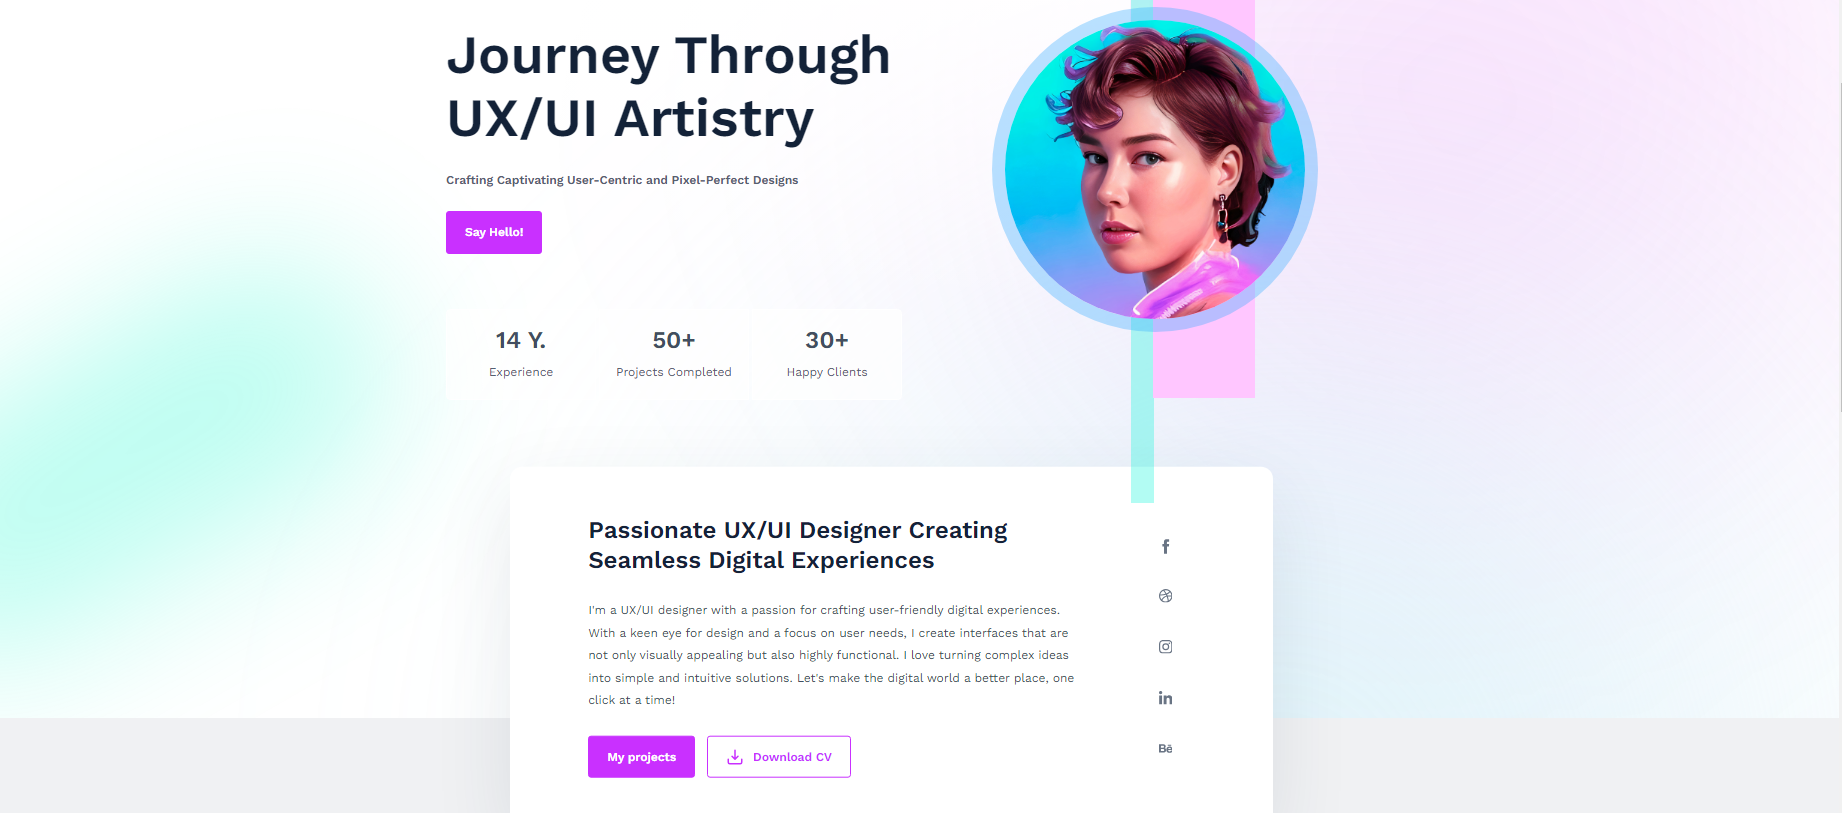 Journey Through
UX/UI Artistry
Crafting Captivating User-Centric and Pixel-Perfect Designs
Say Hello!
14 Y.
Experience
50+
Projects Completed
30+
Happy Clients
Passionate UX/UI Designer Creating
Seamless Digital Experiences
I'm a UX/UI designer with a passion for crafting user-friendly digital experiences.
With a keen eye for design and a focus on user needs, I create interfaces that are
not only visually appealing but also highly functional. I love turning complex ideas
into simple and intuitive solutions. Let's make the digital world a better place, one
click at a time!
My projects
Download CV